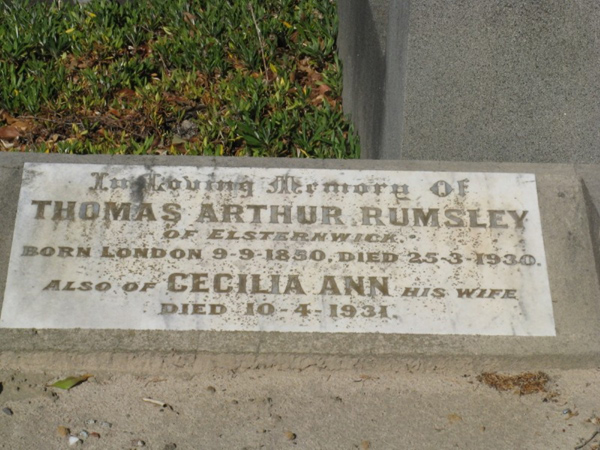 In Loving Memory Of
THOMAS ARTHUR RUMSLEY
OF ELSTERNWICK.
BORN LONDON 9-9-1850, DIED 25-3-1930.
ALSO OF CECILIA ANN HIS WIFE
DIED 10-4-1931.